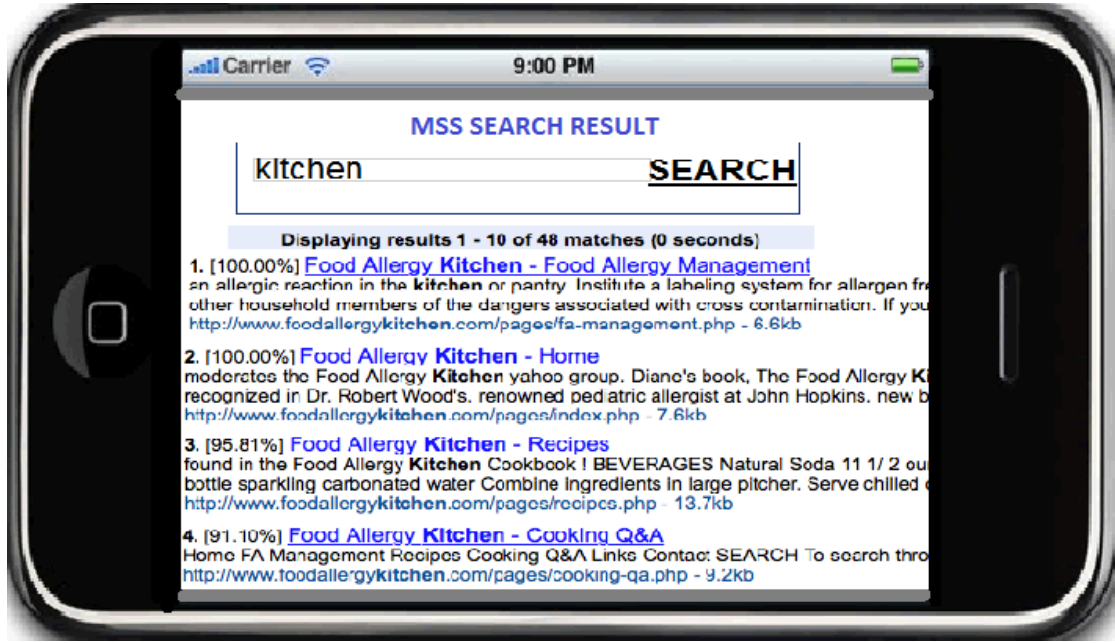 Carrier 9:00 PM
MSS SEARCH RESULT
kitchen SEARCH
Displaying results 1 - 10 of 48 matches (0 seconds)
1. [100.00%] Food Allergy Kitchen - Food Allergy Management
an allergic reaction in the kitchen or pantry. Institute a labeling system for allergen fre
other household members of the dangers associated with cross contamination. If you
http://www.foodallergykitchen.com/pages/fa-management.php - 6.6kb
2. [100.00%] Food Allergy Kitchen - Home
moderates the Food Allergy Kitchen yahoo group. Diane's book, The Food Allergy Ki
recognized in Dr. Robert Wood's, renowned pediatric allergist at John Hopkins, new b
http://www.foodallergykitchen.com/pages/index.php - 7.6kb
3. [95.81%] Food Allergy Kitchen - Recipes
found in the Food Allergy Kitchen Cookbook ! BEVERAGES Natural Soda 11 1/ 2 ou
bottle sparkling carbonated water Combine ingredients in large pitcher. Serve chilled
http://www.foodallergykitchen.com/pages/recipes.php - 13.7kb
4. [91.10%] Food Allergy Kitchen - Cooking Q&A
Home FA Management Recipes Cooking Q&A Links Contact SEARCH To search thro
http://www.foodallergykitchen.com/pages/cooking-qa.php - 9.2kb